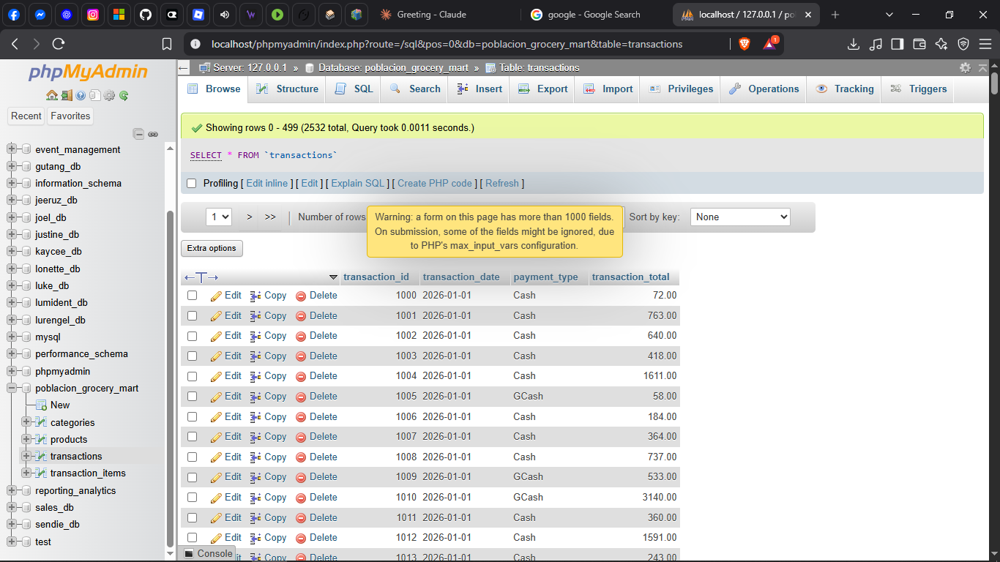 Greeting - Claude
google - Google Search
localhost / 127.0.0.1 / po
localhost/phpmyadmin/index.php?route=/sql&pos=0&db=poblacion_grocery_mart&table=transactions
1
phpMyAdmin
Recent
Favorites
event_management
gutang_db
information_schema
jeeruz_db
joel_db
justine_db
kaycee_db
lonette_db
luke_db
lumident_db
lurengel_db
mysql
performance_schema
phpmyadmin
poblacion_grocery_mart
New
categories
products
transactions
transaction_items
reporting_analytics
sales_db
sendie_db
test
Server: 127.0.0.1 » Database: poblacion_grocery_mart » Table: transactions
Browse Structure SQL Search Insert Export Import Privileges Operations Tracking Triggers
Showing rows 0 - 499 (2532 total, Query took 0.0011 seconds.)
SELECT * FROM `transactions`
Profiling [ Edit inline ] [ Edit ] [ Explain SQL ] [ Create PHP code ] [ Refresh ]
1 > >> Number of rows Sort by key: None
Warning: a form on this page has more than 1000 fields.
On submission, some of the fields might be ignored, due
to PHP's max_input_vars configuration.
Extra options
transaction_id transaction_date payment_type transaction_total
Edit Copy Delete 1000 2026-01-01 Cash 72.00
Edit Copy Delete 1001 2026-01-01 Cash 763.00
Edit Copy Delete 1002 2026-01-01 Cash 640.00
Edit Copy Delete 1003 2026-01-01 Cash 418.00
Edit Copy Delete 1004 2026-01-01 Cash 1611.00
Edit Copy Delete 1005 2026-01-01 GCash 58.00
Edit Copy Delete 1006 2026-01-01 Cash 184.00
Edit Copy Delete 1007 2026-01-01 Cash 364.00
Edit Copy Delete 1008 2026-01-01 Cash 737.00
Edit Copy Delete 1009 2026-01-01 GCash 533.00
Edit Copy Delete 1010 2026-01-01 GCash 3140.00
Edit Copy Delete 1011 2026-01-01 Cash 360.00
Edit Copy Delete 1012 2026-01-01 Cash 1591.00
Copy Delete 1013 2026-01-01 Cash 243.00
Console